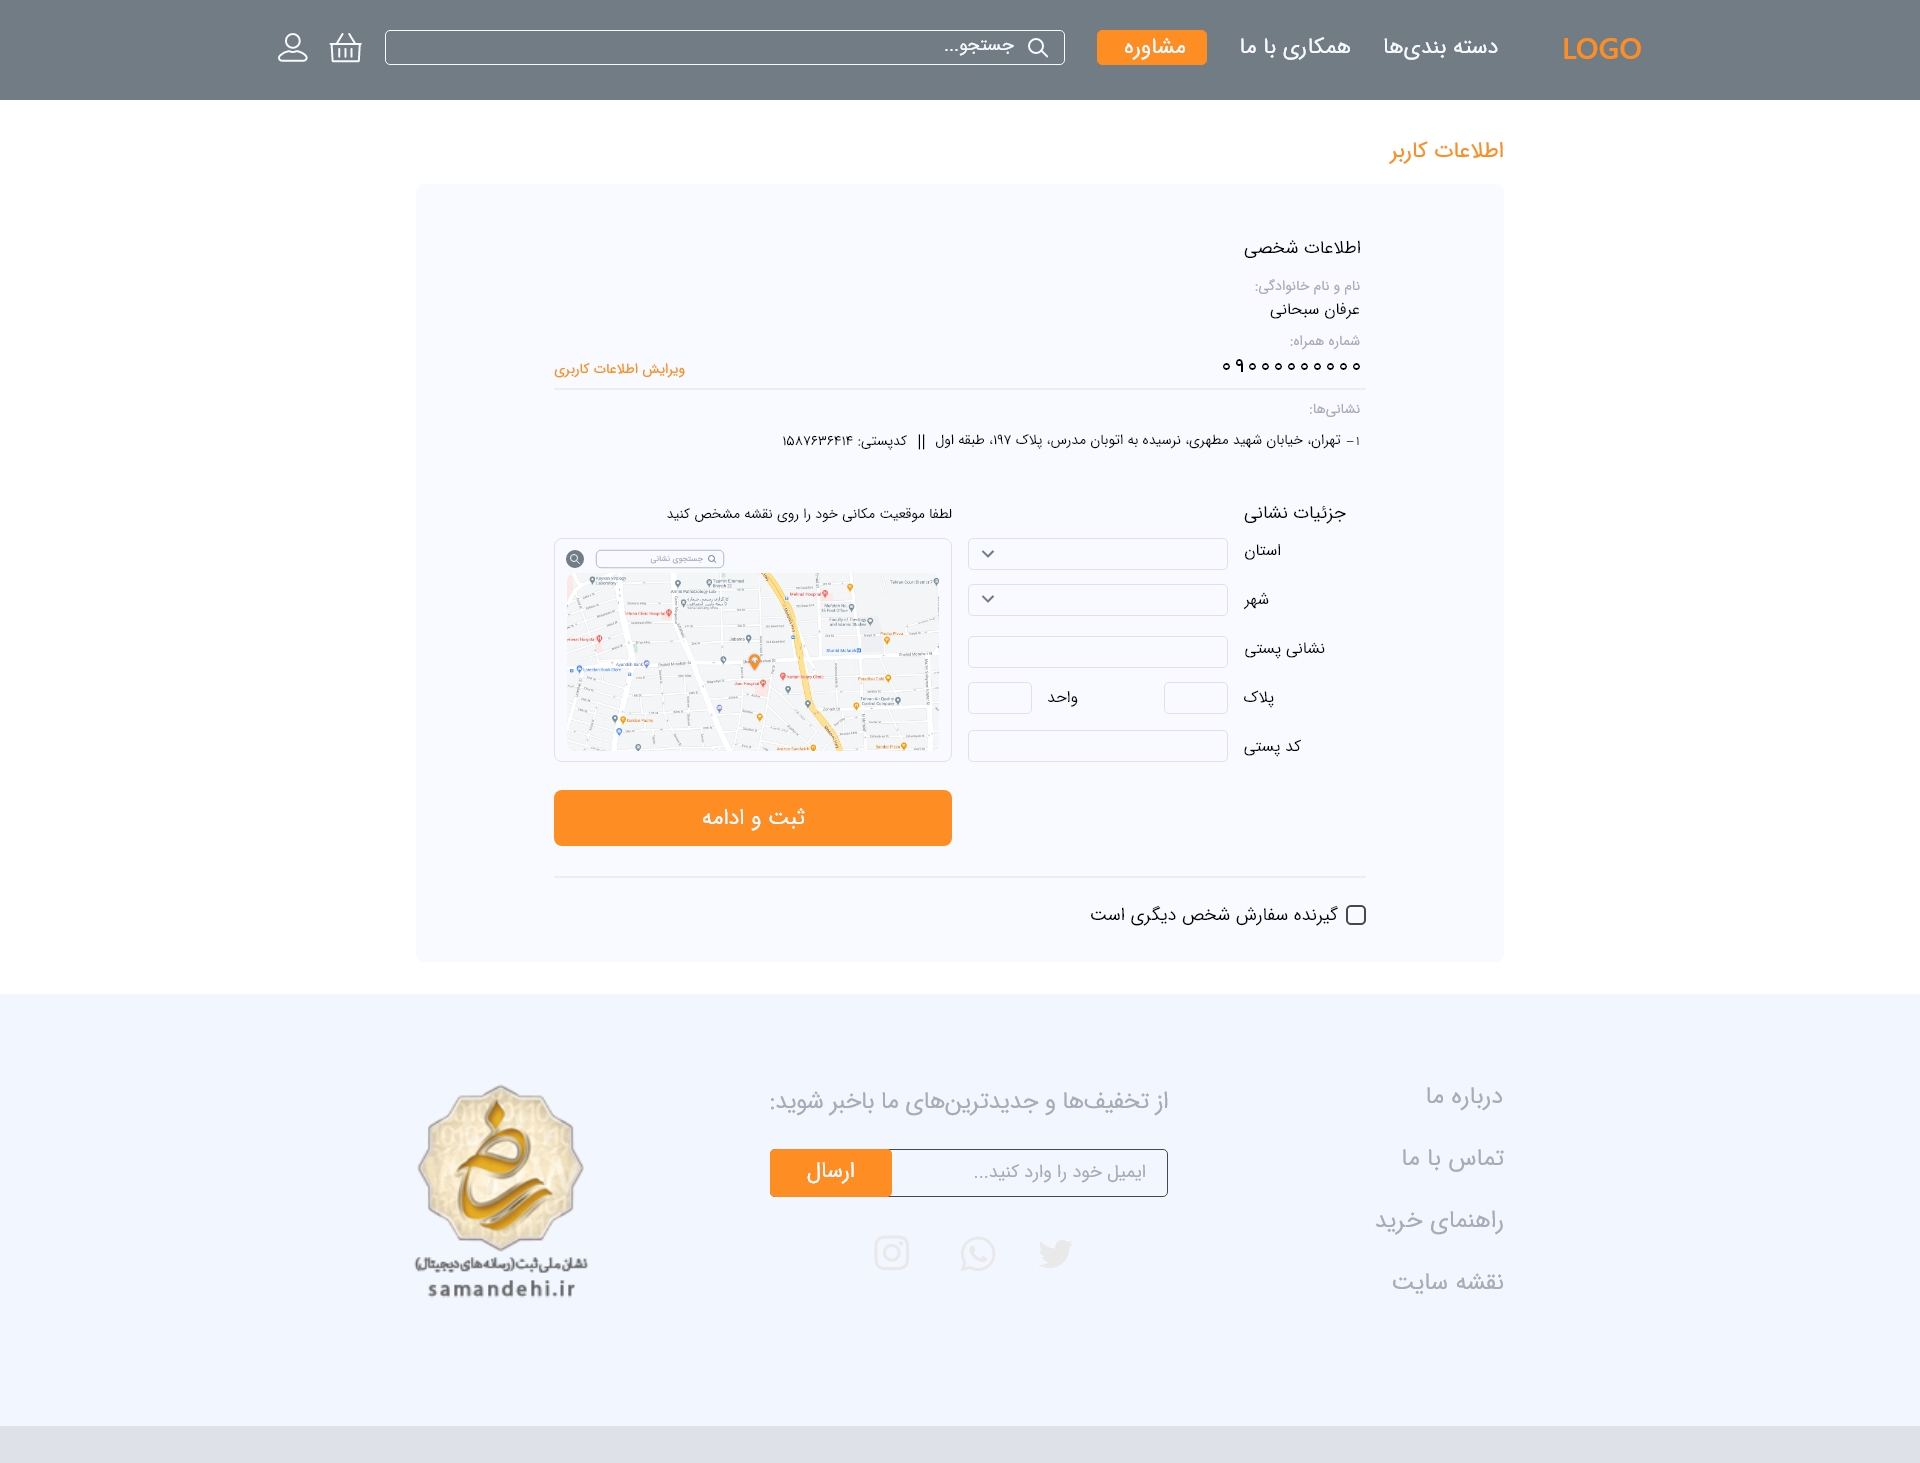 LOGO
دسته بندی‌ها
همکاری با ما
مشاوره
جستجو...
اطلاعات کاربر
اطلاعات شخصی
نام و نام خانوادگی:
عرفان سبحانی
شماره همراه:
۰۹۰۰۰۰۰۰۰۰۰
ویرایش اطلاعات کاربری
نشانی‌ها:
۱- تهران، خیابان شهید مطهری، نرسیده به اتوبان مدرس، پلاک ۱۹۷، طبقه اول || کدپستی: ۱۵۸۷۶۳۶۴۱۴
جزئیات نشانی
استان
شهر
نشانی پستی
پلاک
واحد
کد پستی
لطفا موقعیت مکانی خود را روی نقشه مشخص کنید
جستجوی نشانی
ثبت و ادامه
گیرنده سفارش شخص دیگری است
درباره ما
تماس با ما
راهنمای خرید
نقشه سایت
از تخفیف‌ها و جدیدترین‌های ما باخبر شوید:
ایمیل خود را وارد کنید...
ارسال
نشان ملی ثبت (رسانه های دیجیتال)
samandehi.ir